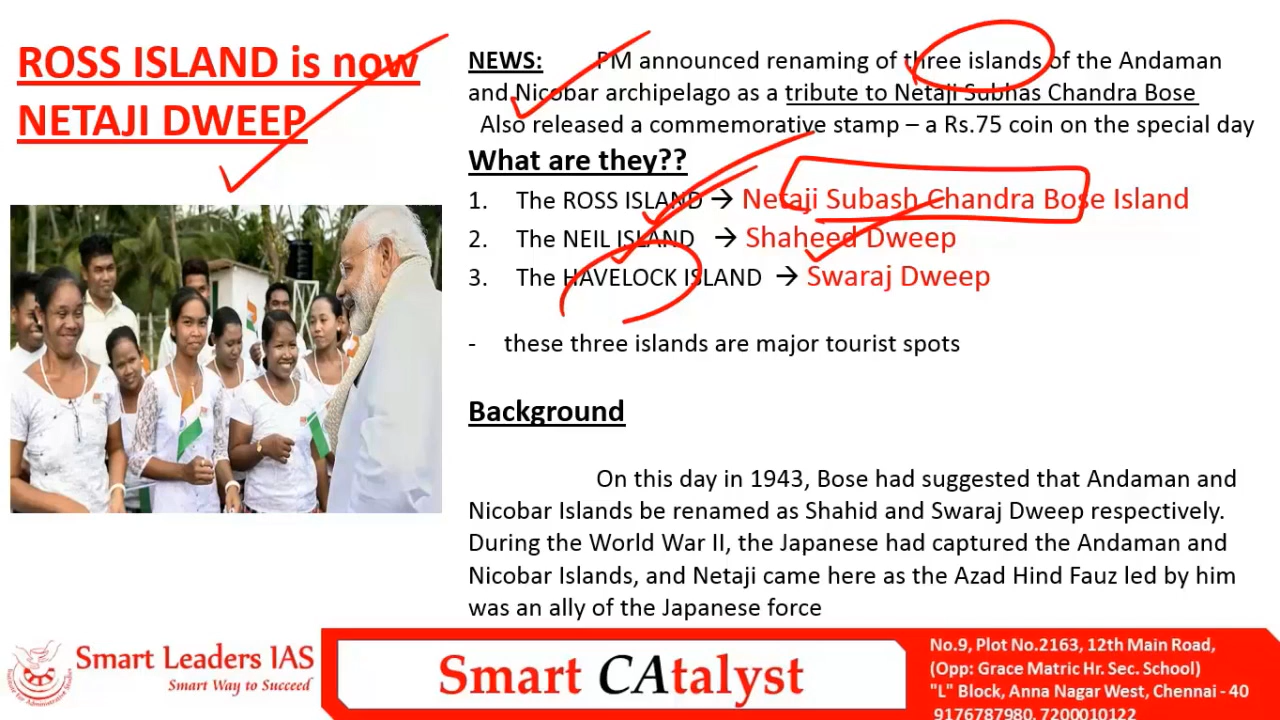 ROSS ISLAND is now
NETAJI DWEEP
NEWS: PM announced renaming of three islands of the Andaman
and Nicobar archipelago as a tribute to Netaji Subhas Chandra Bose
Also released a commemorative stamp – a Rs.75 coin on the special day
What are they??
1. The ROSS ISLAND → Netaji Subash Chandra Bose Island
2. The NEIL ISLAND → Shaheed Dweep
3. The HAVELOCK ISLAND → Swaraj Dweep
- these three islands are major tourist spots
Background
On this day in 1943, Bose had suggested that Andaman and
Nicobar Islands be renamed as Shahid and Swaraj Dweep respectively.
During the World War II, the Japanese had captured the Andaman and
Nicobar Islands, and Netaji came here as the Azad Hind Fauz led by him
was an ally of the Japanese force
Smart Leaders IAS
Smart Way to Succeed
Smart CAtalyst
No.9, Plot No.2163, 12th Main Road,
(Opp: Grace Matric Hr. Sec. School)
"L" Block, Anna Nagar West, Chennai - 40
9176787980, 7200010122